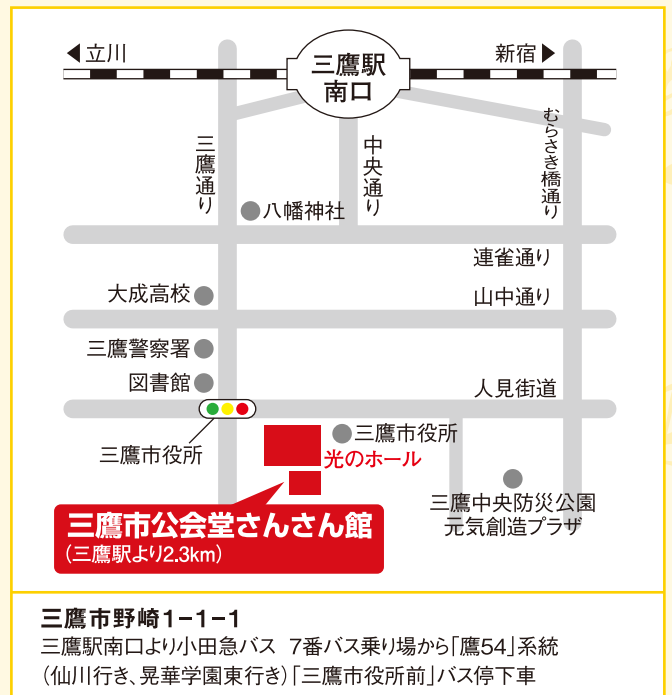 ◀立川
新宿▶
三鷹駅
南口
三鷹通り
中央通り
むらさき橋通り
八幡神社
連雀通り
大成高校
山中通り
三鷹警察署
図書館
人見街道
三鷹市役所
三鷹市役所
光のホール
三鷹中央防災公園
元気創造プラザ
三鷹市公会堂さんさん館
(三鷹駅より2.3km)
三鷹市野崎1-1-1
三鷹駅南口より小田急バス 7番バス乗り場から「鷹54」系統
(仙川行き、晃華学園東行き)「三鷹市役所前」バス停下車